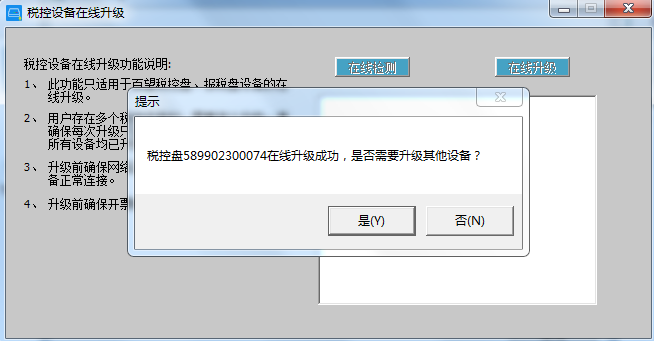 税控设备在线升级
税控设备在线升级功能说明:
在线检测
在线升级
1、 此功能只适用于百望税控盘、报税盘设备的在
线升级。
2、 用户存在多个税
确保每次升级只
所有设备均已升
3、 升级前确保网络
备正常连接。
4、 升级前确保开票
提示
税控盘589902300074在线升级成功，是否需要升级其他设备？
是(Y)
否(N)